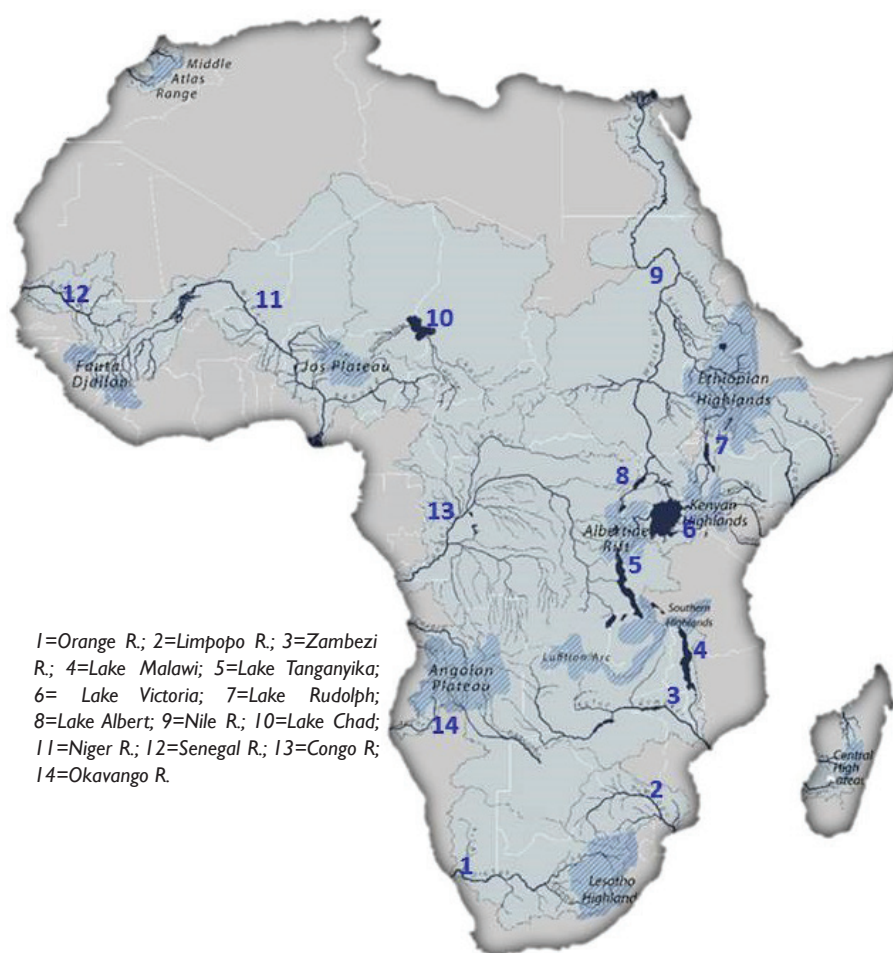 Middle
Atlas
Range
12
11
10
9
Fouta
Djallon
Jos Plateau
Ethiopian
Highlands
7
8
13
Kenyan
Highlands
6
Albertine
Rift
5
Southern
Highlands
4
Angolan
Plateau
3
14
2
Central
High
areas
1
Lesotho
Highland
1=Orange R.; 2=Limpopo R.; 3=Zambezi
R.; 4=Lake Malawi; 5=Lake Tanganyika;
6= Lake Victoria; 7=Lake Rudolph;
8=Lake Albert; 9=Nile R.; 10=Lake Chad;
11=Niger R.; 12=Senegal R.; 13=Congo R;
14=Okavango R.